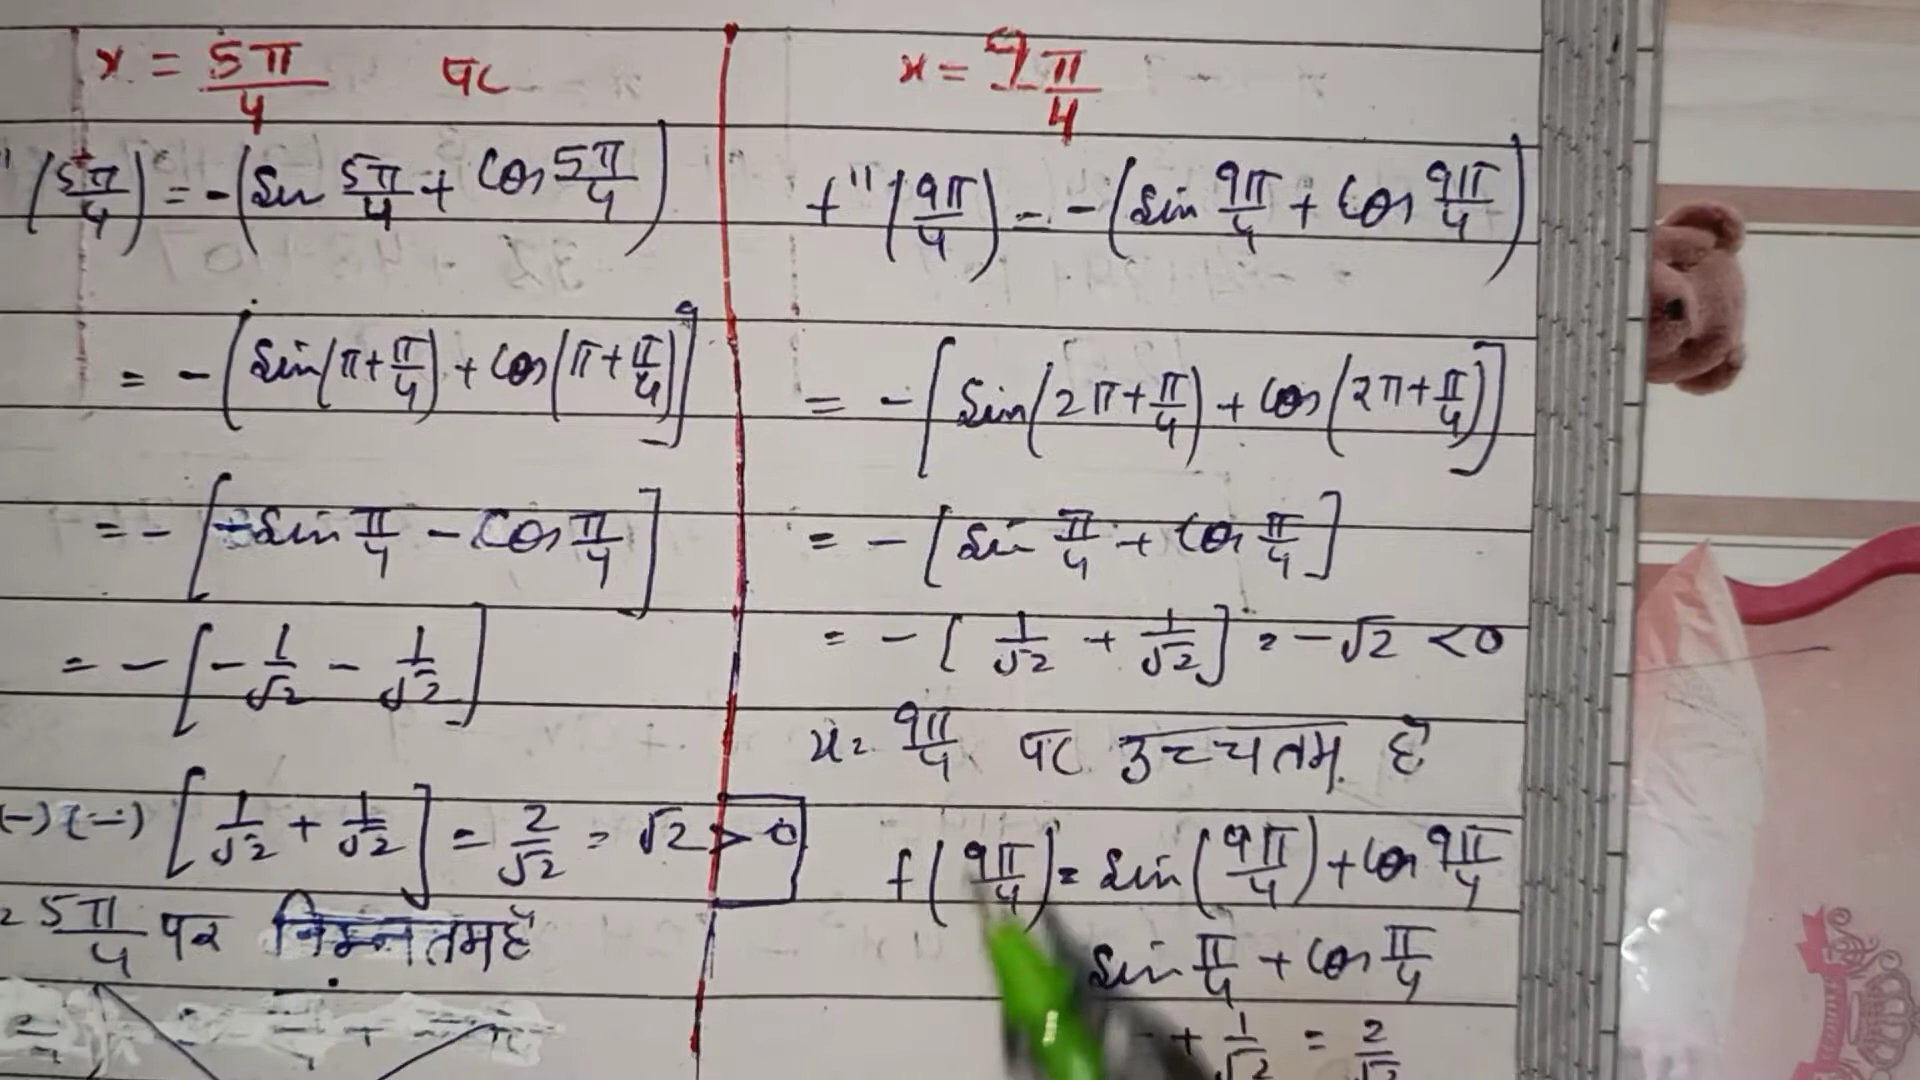 x = 5π/4 पर
"(5π/4) = -(Sin 5π/4 + Cos 5π/4)
= -[Sin(π+π/4) + Cos(π+π/4)]
= -[-Sin π/4 - Cos π/4]
= -[-1/√2 - 1/√2]
(-)(-) [1/√2 + 1/√2] = 2/√2 = √2 > 0
= 5π/4 पर निम्नतम है
x = 9π/4
f"(9π/4) = -(Sin 9π/4 + Cos 9π/4)
= -[Sin(2π+π/4) + Cos(2π+π/4)]
= -[Sin π/4 + Cos π/4]
= -[1/√2 + 1/√2] = -√2 < 0
x = 9π/4 पर उच्चतम है
f(9π/4) = Sin(9π/4) + Cos 9π/4
Sin π/4 + Cos π/4
+ 1/√2 = 2/√2